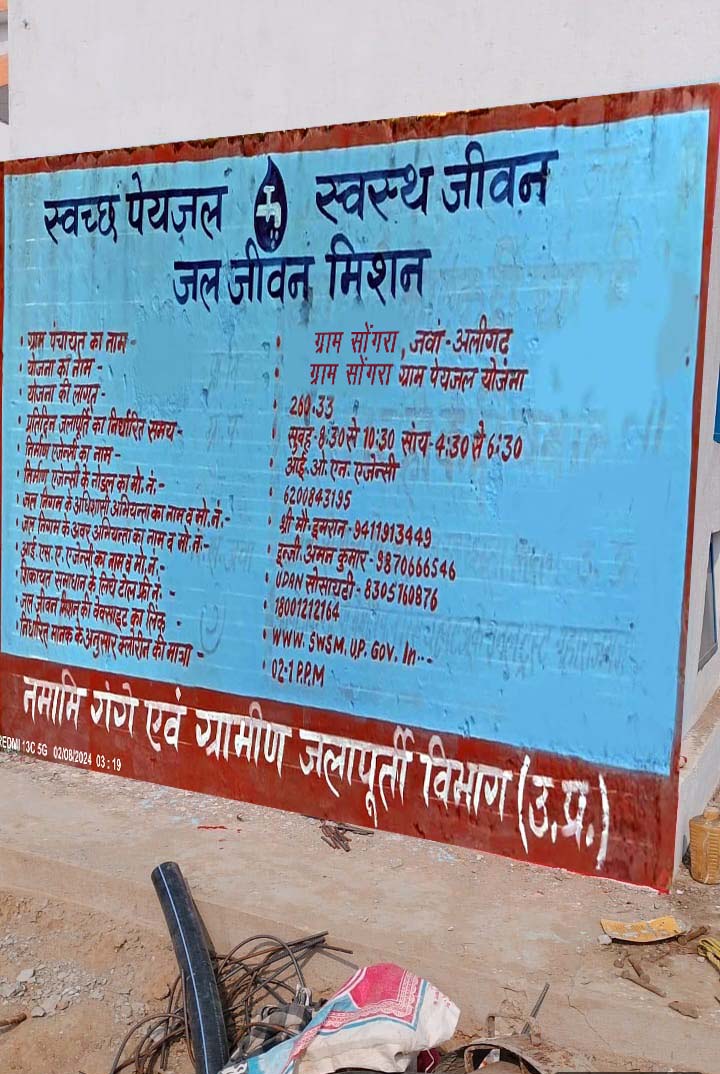 स्वच्छ पेयजल स्वस्थ जीवन
जल जीवन मिशन
• ग्राम पंचायत का नाम - • ग्राम सोंगरा, जवां - अलीगढ़
• योजना का नाम - • ग्राम सोंगरा ग्राम पेयजल योजना
• योजना की लागत - • 260.33
• प्रतिदिन जलापूर्ति का निर्धारित समय - • सुबह - 8:30 से 10:30 सांय - 4:30 से 6:30
• निर्माण एजेन्सी का नाम - • आई. ओ. एन. एजेन्सी
• निर्माण एजेन्सी के नोडल का मो. नं. - • 6200843195
• जल निगम के अधिशासी अभियन्ता का नाम व मो. नं. - • श्री मौ. इमरान - 9411913449
• जल निगम के अवर अभियन्ता का नाम व मो. नं. - • इन्जी. अमन कुमार - 9870666546
• आई. एस. ए. एजेन्सी का नाम व मो. नं. - • UDAN सोसायटी - 8305760876
• शिकायत समाधान के लिये टोल फ्री नं. - • 18001212164
• जल जीवन मिशन की वेबसाइट का लिंक - • WWW. SWSM. U.P. GOV. In--
• निर्धारित मानक के अनुसार क्लोरीन की मात्रा - • 02-1 P.P.M
नमामि गंगे एवं ग्रामीण जलापूर्ती विभाग (उ.प्र.)
REDMI 13C 5G 02/08/2024 03:19